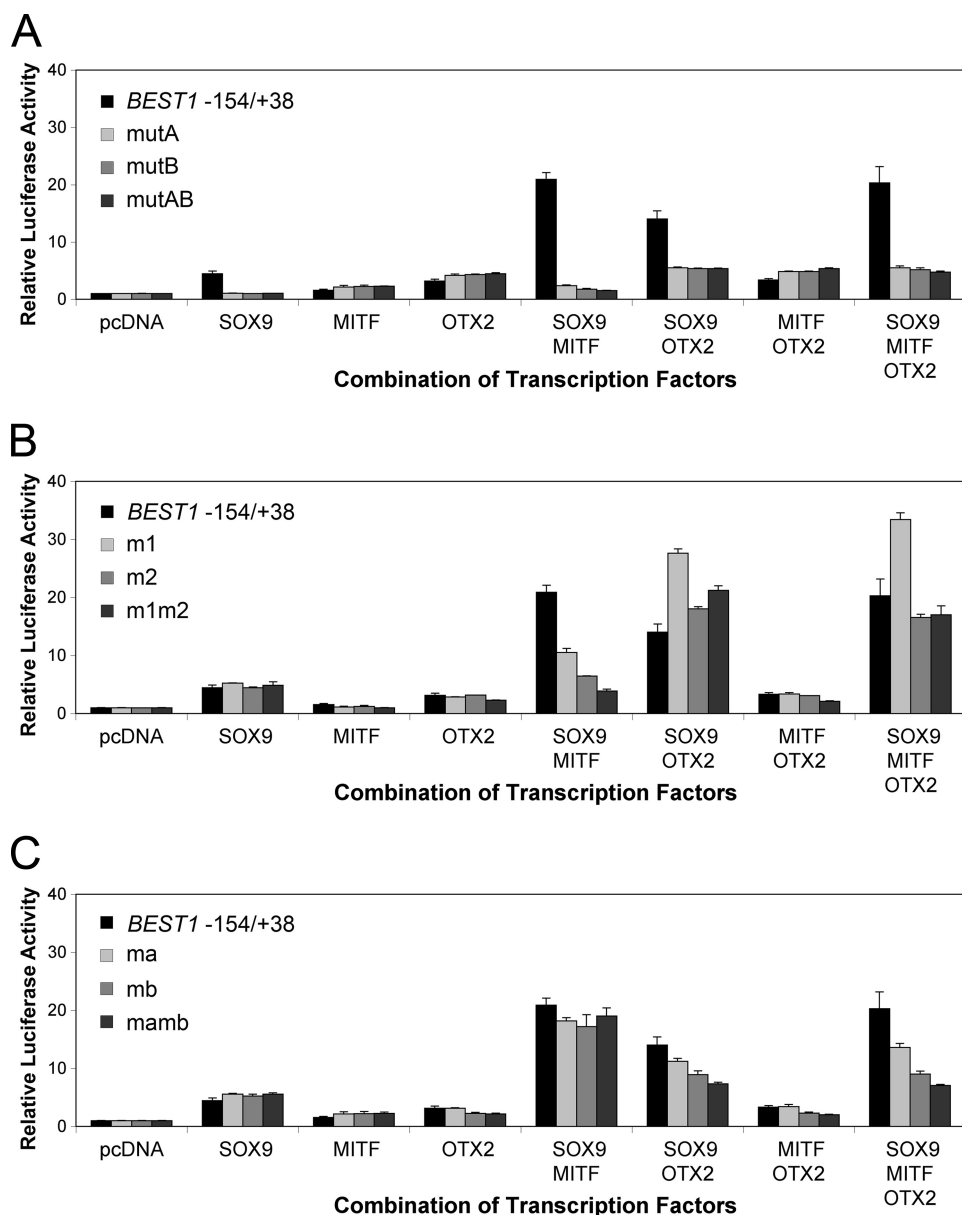 A
Relative Luciferase Activity
40
30
20
10
0
BEST1 -154/+38
mutA
mutB
mutAB
pcDNA SOX9 MITF OTX2 SOX9 SOX9 MITF SOX9
MITF OTX2 OTX2 MITF
OTX2
Combination of Transcription Factors
B
Relative Luciferase Activity
40
30
20
10
0
BEST1 -154/+38
m1
m2
m1m2
pcDNA SOX9 MITF OTX2 SOX9 SOX9 MITF SOX9
MITF OTX2 OTX2 MITF
OTX2
Combination of Transcription Factors
C
Relative Luciferase Activity
40
30
20
10
0
BEST1 -154/+38
ma
mb
mamb
pcDNA SOX9 MITF OTX2 SOX9 SOX9 MITF SOX9
MITF OTX2 OTX2 MITF
OTX2
Combination of Transcription Factors